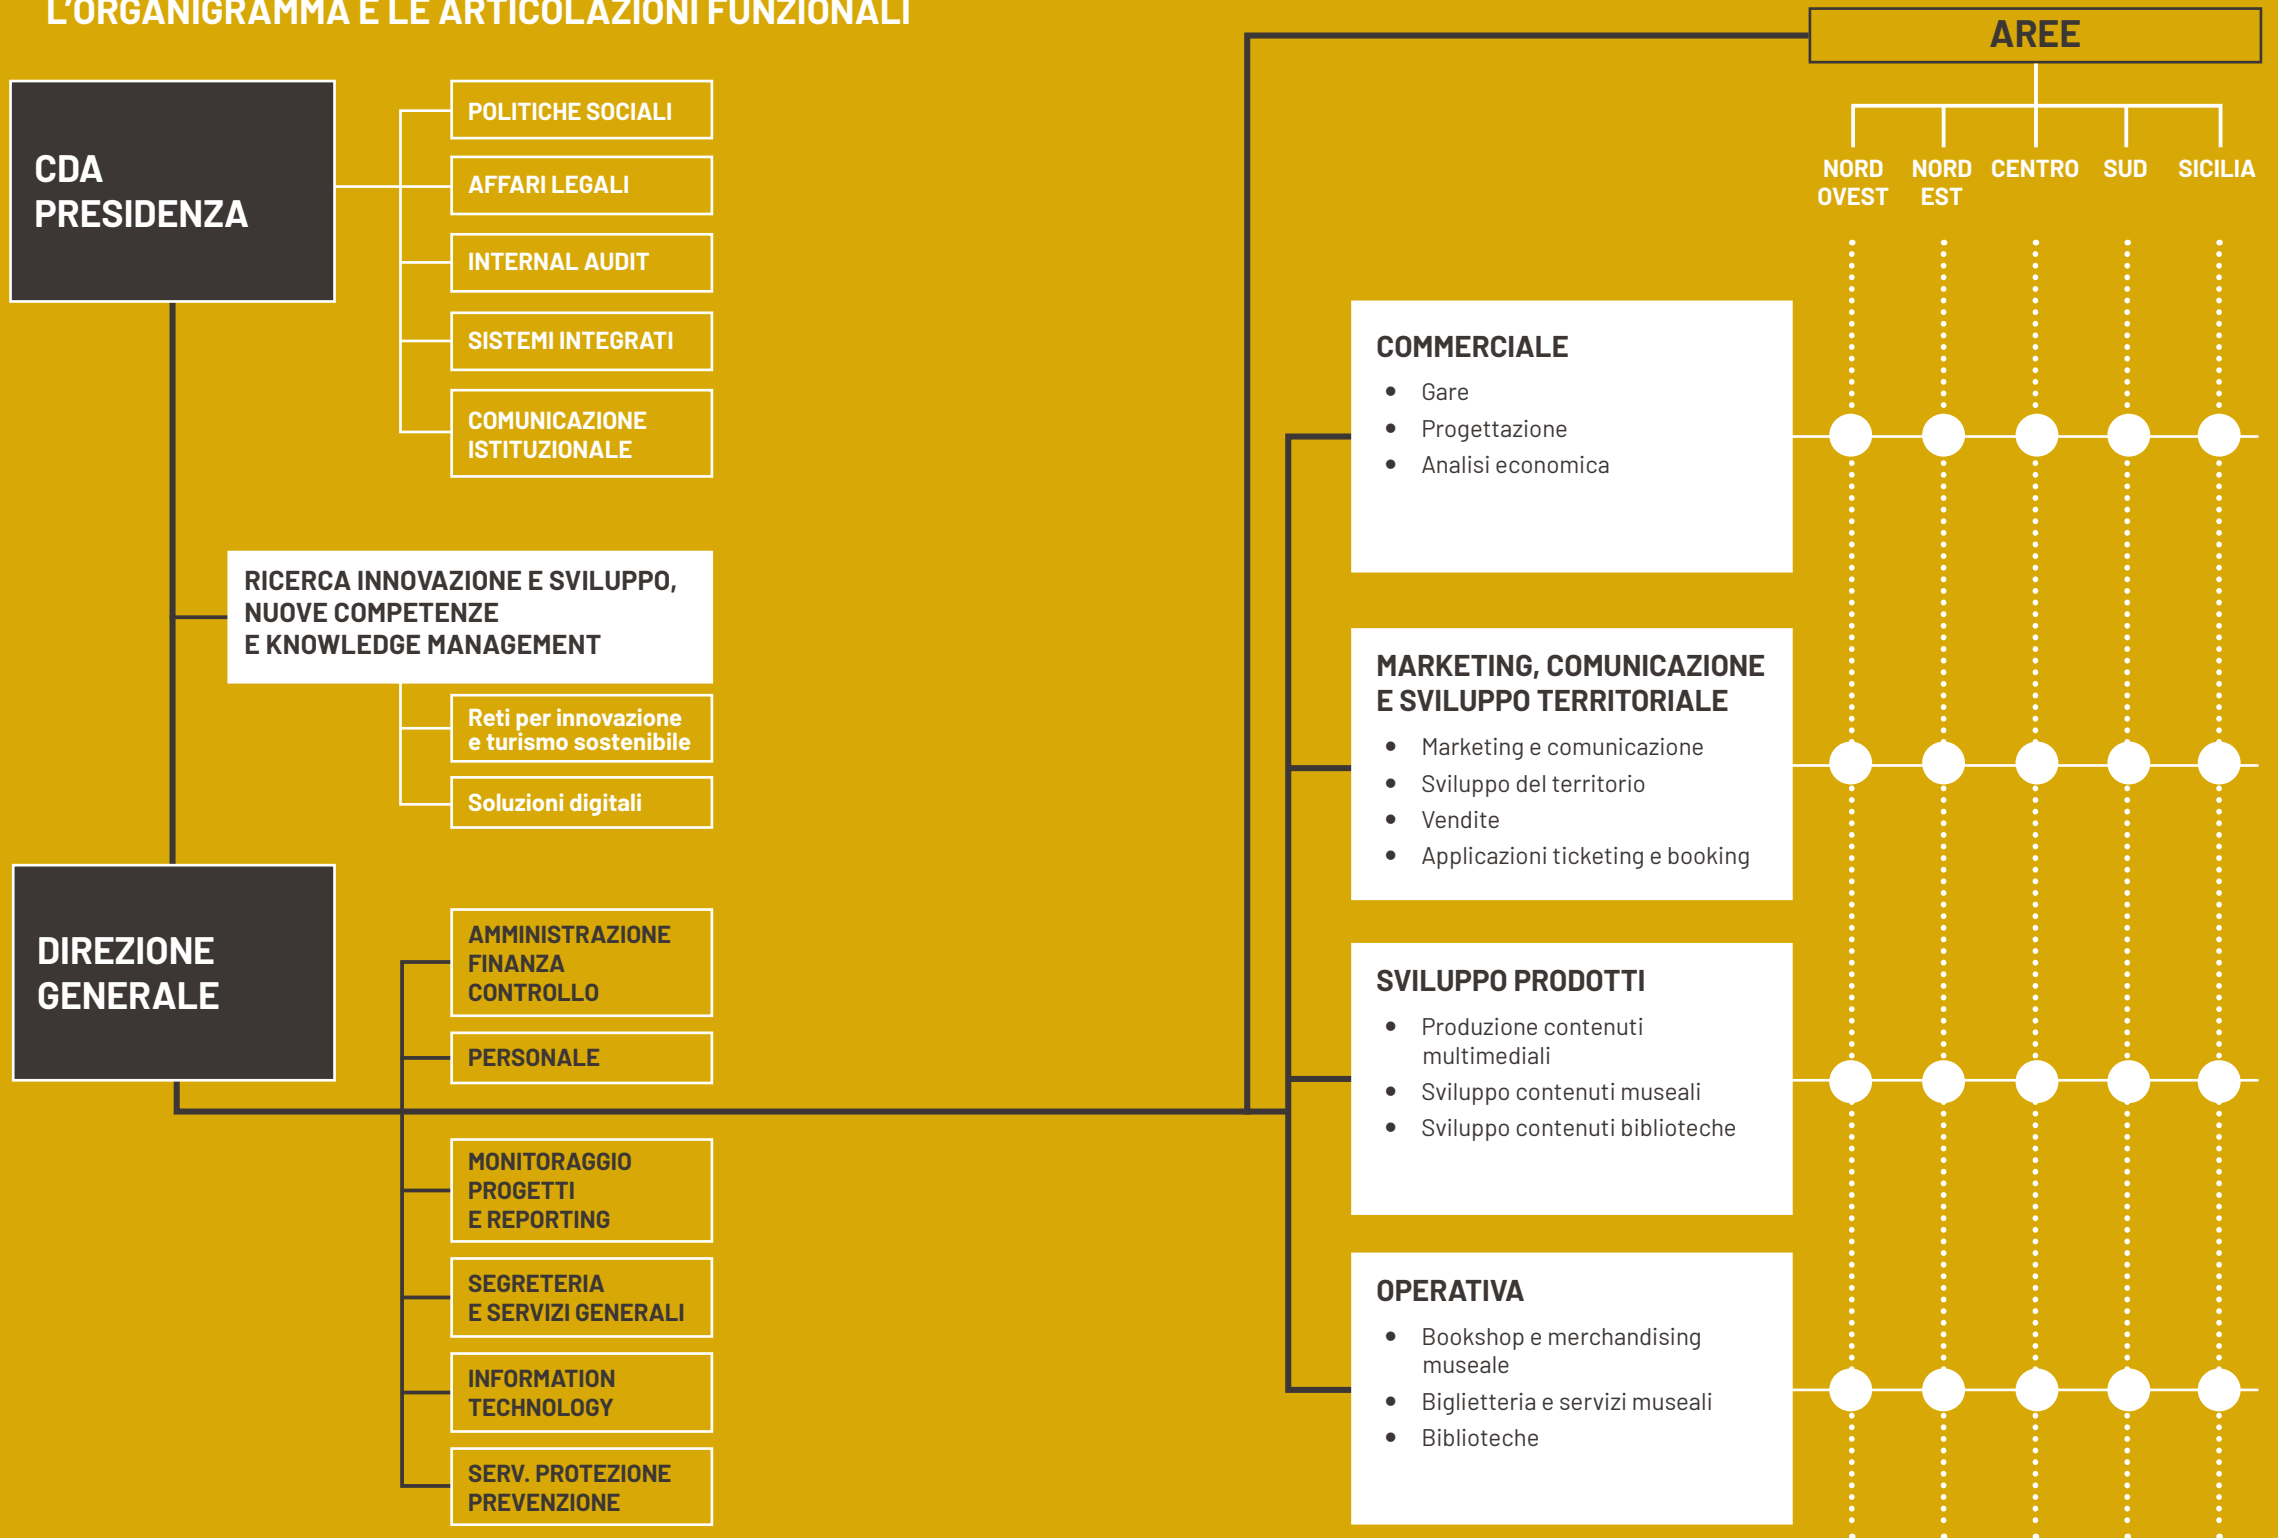 L'ORGANIGRAMMA E LE ARTICOLAZIONI FUNZIONALI
CDA
PRESIDENZA
POLITICHE SOCIALI
AFFARI LEGALI
INTERNAL AUDIT
SISTEMI INTEGRATI
COMUNICAZIONE
ISTITUZIONALE
RICERCA INNOVAZIONE E SVILUPPO,
NUOVE COMPETENZE
E KNOWLEDGE MANAGEMENT
Reti per innovazione
e turismo sostenibile
Soluzioni digitali
DIREZIONE
GENERALE
AMMINISTRAZIONE
FINANZA
CONTROLLO
PERSONALE
MONITORAGGIO
PROGETTI
E REPORTING
SEGRETERIA
E SERVIZI GENERALI
INFORMATION
TECHNOLOGY
SERV. PROTEZIONE
PREVENZIONE
AREE
NORD
OVEST
NORD
EST
CENTRO
SUD
SICILIA
COMMERCIALE
• Gare
• Progettazione
• Analisi economica
MARKETING, COMUNICAZIONE
E SVILUPPO TERRITORIALE
• Marketing e comunicazione
• Sviluppo del territorio
• Vendite
• Applicazioni ticketing e booking
SVILUPPO PRODOTTI
• Produzione contenuti
multimediali
• Sviluppo contenuti museali
• Sviluppo contenuti biblioteche
OPERATIVA
• Bookshop e merchandising
museale
• Biglietteria e servizi museali
• Biblioteche